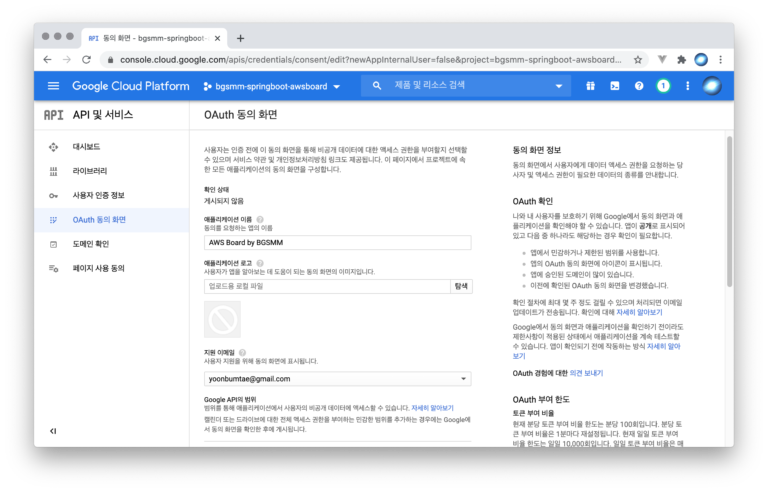 API 동의 화면 - bgsmm-springboot-
console.cloud.google.com/apis/credentials/consent/edit?newAppInternalUser=false&project=bgsmm-springboot-awsboard...
Google Cloud Platform
bgsmm-springboot-awsboard
제품 및 리소스 검색
1
API API 및 서비스
OAuth 동의 화면
대시보드
라이브러리
사용자 인증 정보
OAuth 동의 화면
도메인 확인
페이지 사용 동의
사용자는 인증 전에 이 동의 화면을 통해 비공개 데이터에 대한 액세스 권한을 부여할지 선택할
수 있으며 서비스 약관 및 개인정보처리방침 링크도 제공됩니다. 이 페이지에서 프로젝트에 속
한 모든 애플리케이션의 동의 화면을 구성합니다.
확인 상태
게시되지 않음
애플리케이션 이름
동의를 요청하는 앱의 이름
AWS Board by BGSMM
애플리케이션 로고
사용자가 앱을 알아보는 데 도움이 되는 동의 화면의 이미지입니다.
업로드용 로컬 파일
탐색
지원 이메일
사용자 지원을 위해 동의 화면에 표시됩니다.
yoonbumtae@gmail.com
Google API의 범위
범위를 통해 애플리케이션에서 사용자의 비공개 데이터에 액세스할 수 있습니다. 자세히 알아보기
캘린더 또는 드라이브에 대한 전체 액세스 권한을 부여하는 민감한 범위를 추가하는 경우에는 Google에
서 동의 화면을 확인한 후에 게시됩니다.
동의 화면 정보
동의 화면에서 사용자에게 데이터 액세스 권한을 요청하는 당
사자 및 액세스 권한이 필요한 데이터의 종류를 안내합니다.
OAuth 확인
나와 내 사용자를 보호하기 위해 Google에서 동의 화면과 애
플리케이션을 확인해야 할 수 있습니다. 앱이 공개로 표시되어
있고 다음 중 하나라도 해당하는 경우 확인이 필요합니다.
앱에서 민감하거나 제한된 범위를 사용합니다.
앱의 OAuth 동의 화면에 아이콘이 표시됩니다.
앱에 승인된 도메인이 많이 있습니다.
이전에 확인된 OAuth 동의 화면을 변경했습니다.
확인 절차에 최대 몇 주 정도 걸릴 수 있으며 처리되면 이메일
업데이트가 전송됩니다. 확인에 대해 자세히 알아보기
Google에서 동의 화면과 애플리케이션을 확인하기 전이라도
제한사항이 적용된 상태에서 애플리케이션을 계속 테스트할
수 있습니다. 앱이 확인되기 전에 작동하는 방식 자세히 알아
보기
OAuth 경험에 대한 의견 보내기
OAuth 부여 한도
토큰 부여 비율
현재 분당 토큰 부여 비율 한도는 분당 100회입니다. 분당 토
큰 부여 비율은 1분마다 재설정됩니다. 현재 일일 토큰 부여
비율 한도는 일일 10,000회입니다. 일일 토큰 부여 비율은 매